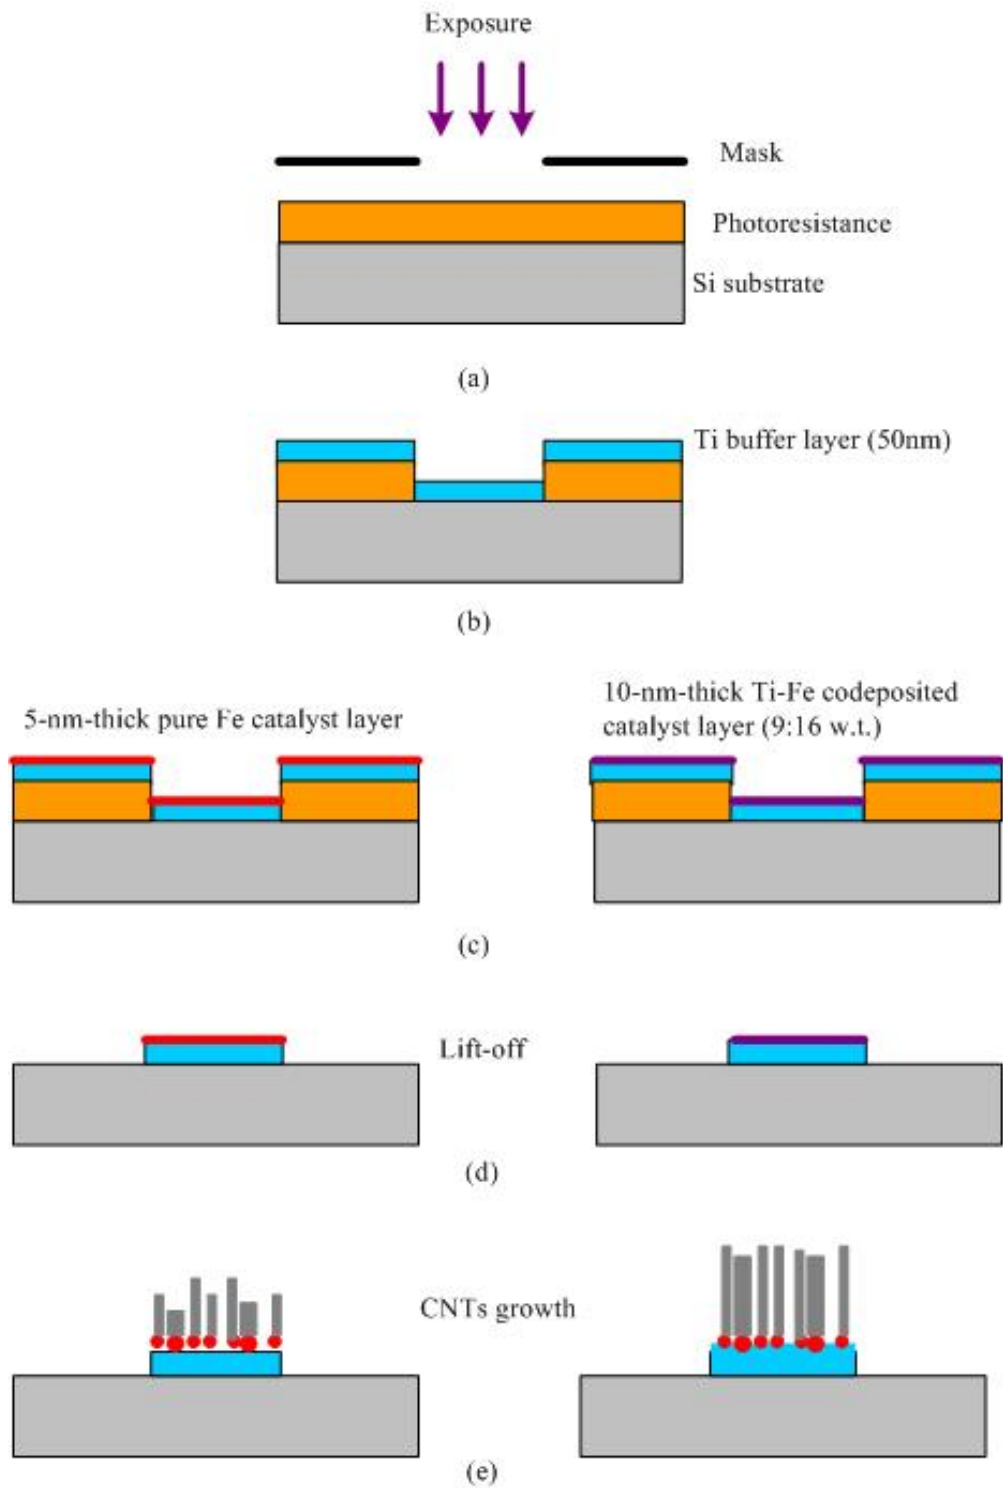 Exposure
Mask
Photoresistance
Si substrate
(a)
Ti buffer layer (50nm)
(b)
5-nm-thick pure Fe catalyst layer
10-nm-thick Ti-Fe codeposited
catalyst layer (9:16 w.t.)
(c)
Lift-off
(d)
CNTs growth
(e)